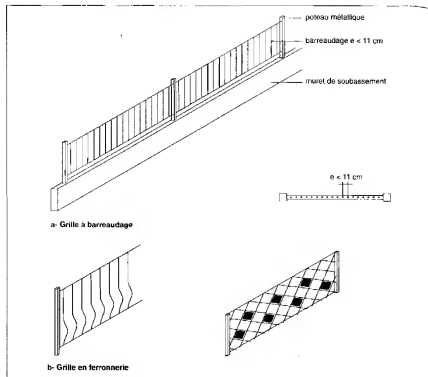 poteau métallique
barreaudage e < 11 cm
muret de soubassement
e < 11 cm
a- Grille à barreaudage
b- Grille en ferronnerie